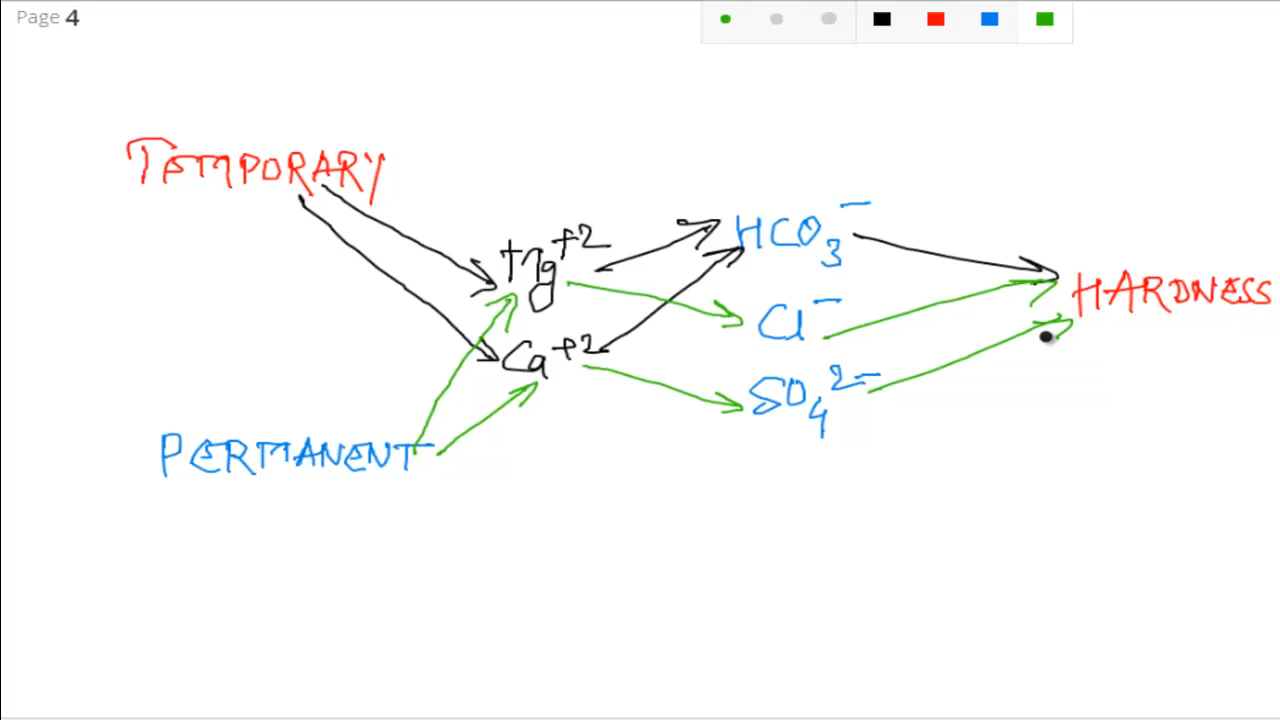 Page 4
TEMPORARY
Mg+2
Ca+2
HCO3-
Cl-
SO4 2-
HARDNESS
PERMANENT